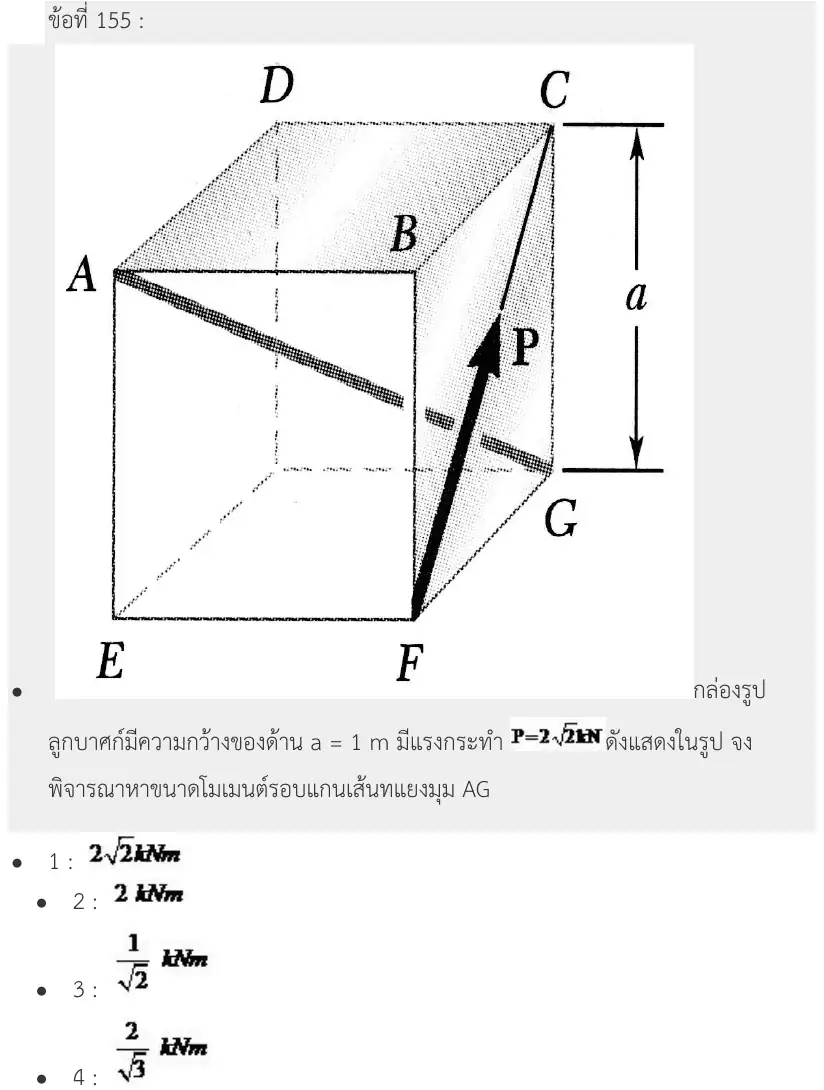 ข้อที่ 155 :
D
C
B
A
a
P
G
E
F
กล่องรูป
ลูกบาศก์มีความกว้างของด้าน a = 1 m มีแรงกระทำ P=2√2kN ดังแสดงในรูป จง
พิจารณาหาขนาดโมเมนต์รอบแกนเส้นทแยงมุม AG
1 : 2√2kNm
2 : 2 kNm
3 : 1/√2 kNm
4 : 2/√3 kNm